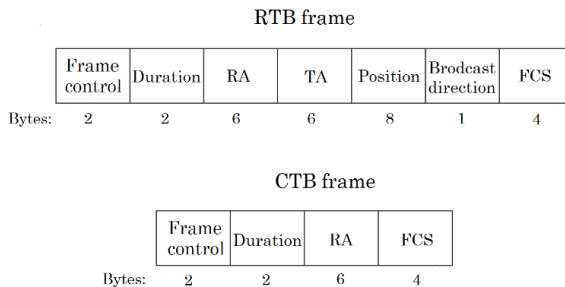 RTB frame
Frame control Duration RA TA Position Brodcast direction FCS
Bytes: 2 2 6 6 8 1 4
CTB frame
Frame control Duration RA FCS
Bytes: 2 2 6 4